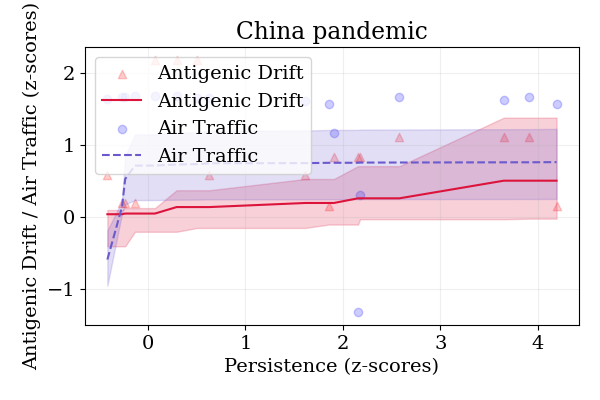 China pandemic
Antigenic Drift / Air Traffic (z-scores)
2
1
0
−1
Antigenic Drift
Antigenic Drift
Air Traffic
Air Traffic
0 1 2 3 4
Persistence (z-scores)